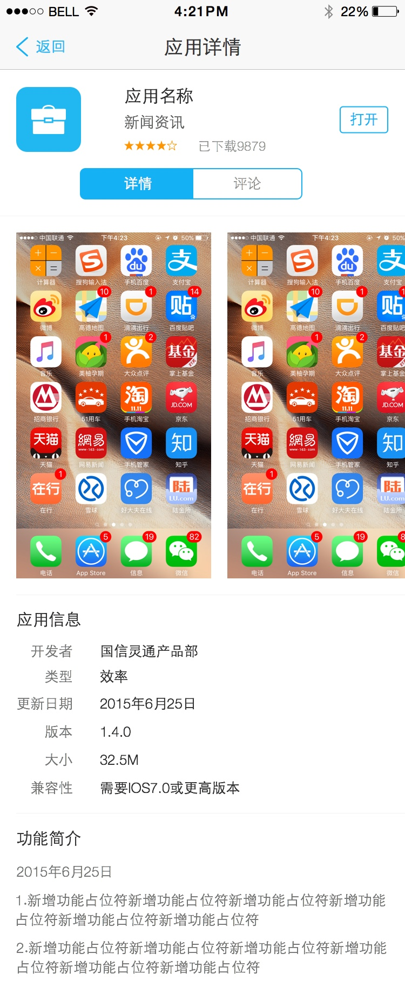 BELL 4:21PM 22%
返回 应用详情
应用名称
新闻资讯
打开
已下载9879
详情 评论
中国联通 下午4:23 50%
计算器 搜狗输入法 手机百度 支付宝
10 1 14
微博 高德地图 滴滴出行 百度贴吧
1 2
音乐 美柚孕期 大众点评 掌上基金
招商银行 51用车 手机淘宝 京东
天猫 网易新闻 手机管家 知乎
1
在行 雪球 好大夫在线 陆金所
5 19 82
电话 App Store 信息 微信
中国联通 下午4:23 50%
计算器 搜狗输入法 手机百度 支付宝
10 1 1
微博 高德地图 滴滴出行 百度贴吧
1 2
音乐 美柚孕期 大众点评 掌上基金
招商银行 51用车 手机淘宝 京东
天猫 网易新闻 手机管家 知乎
1
在行 雪球 好大夫在线 陆金所
5 19 8
电话 App Store 信息 微信
应用信息
开发者 国信灵通产品部
类型 效率
更新日期 2015年6月25日
版本 1.4.0
大小 32.5M
兼容性 需要IOS7.0或更高版本
功能简介
2015年6月25日
1.新增功能占位符新增功能占位符新增功能占位符新增功能
占位符新增功能占位符新增功能占位符
2.新增功能占位符新增功能占位符新增功能占位符新增功能
占位符新增功能占位符新增功能占位符